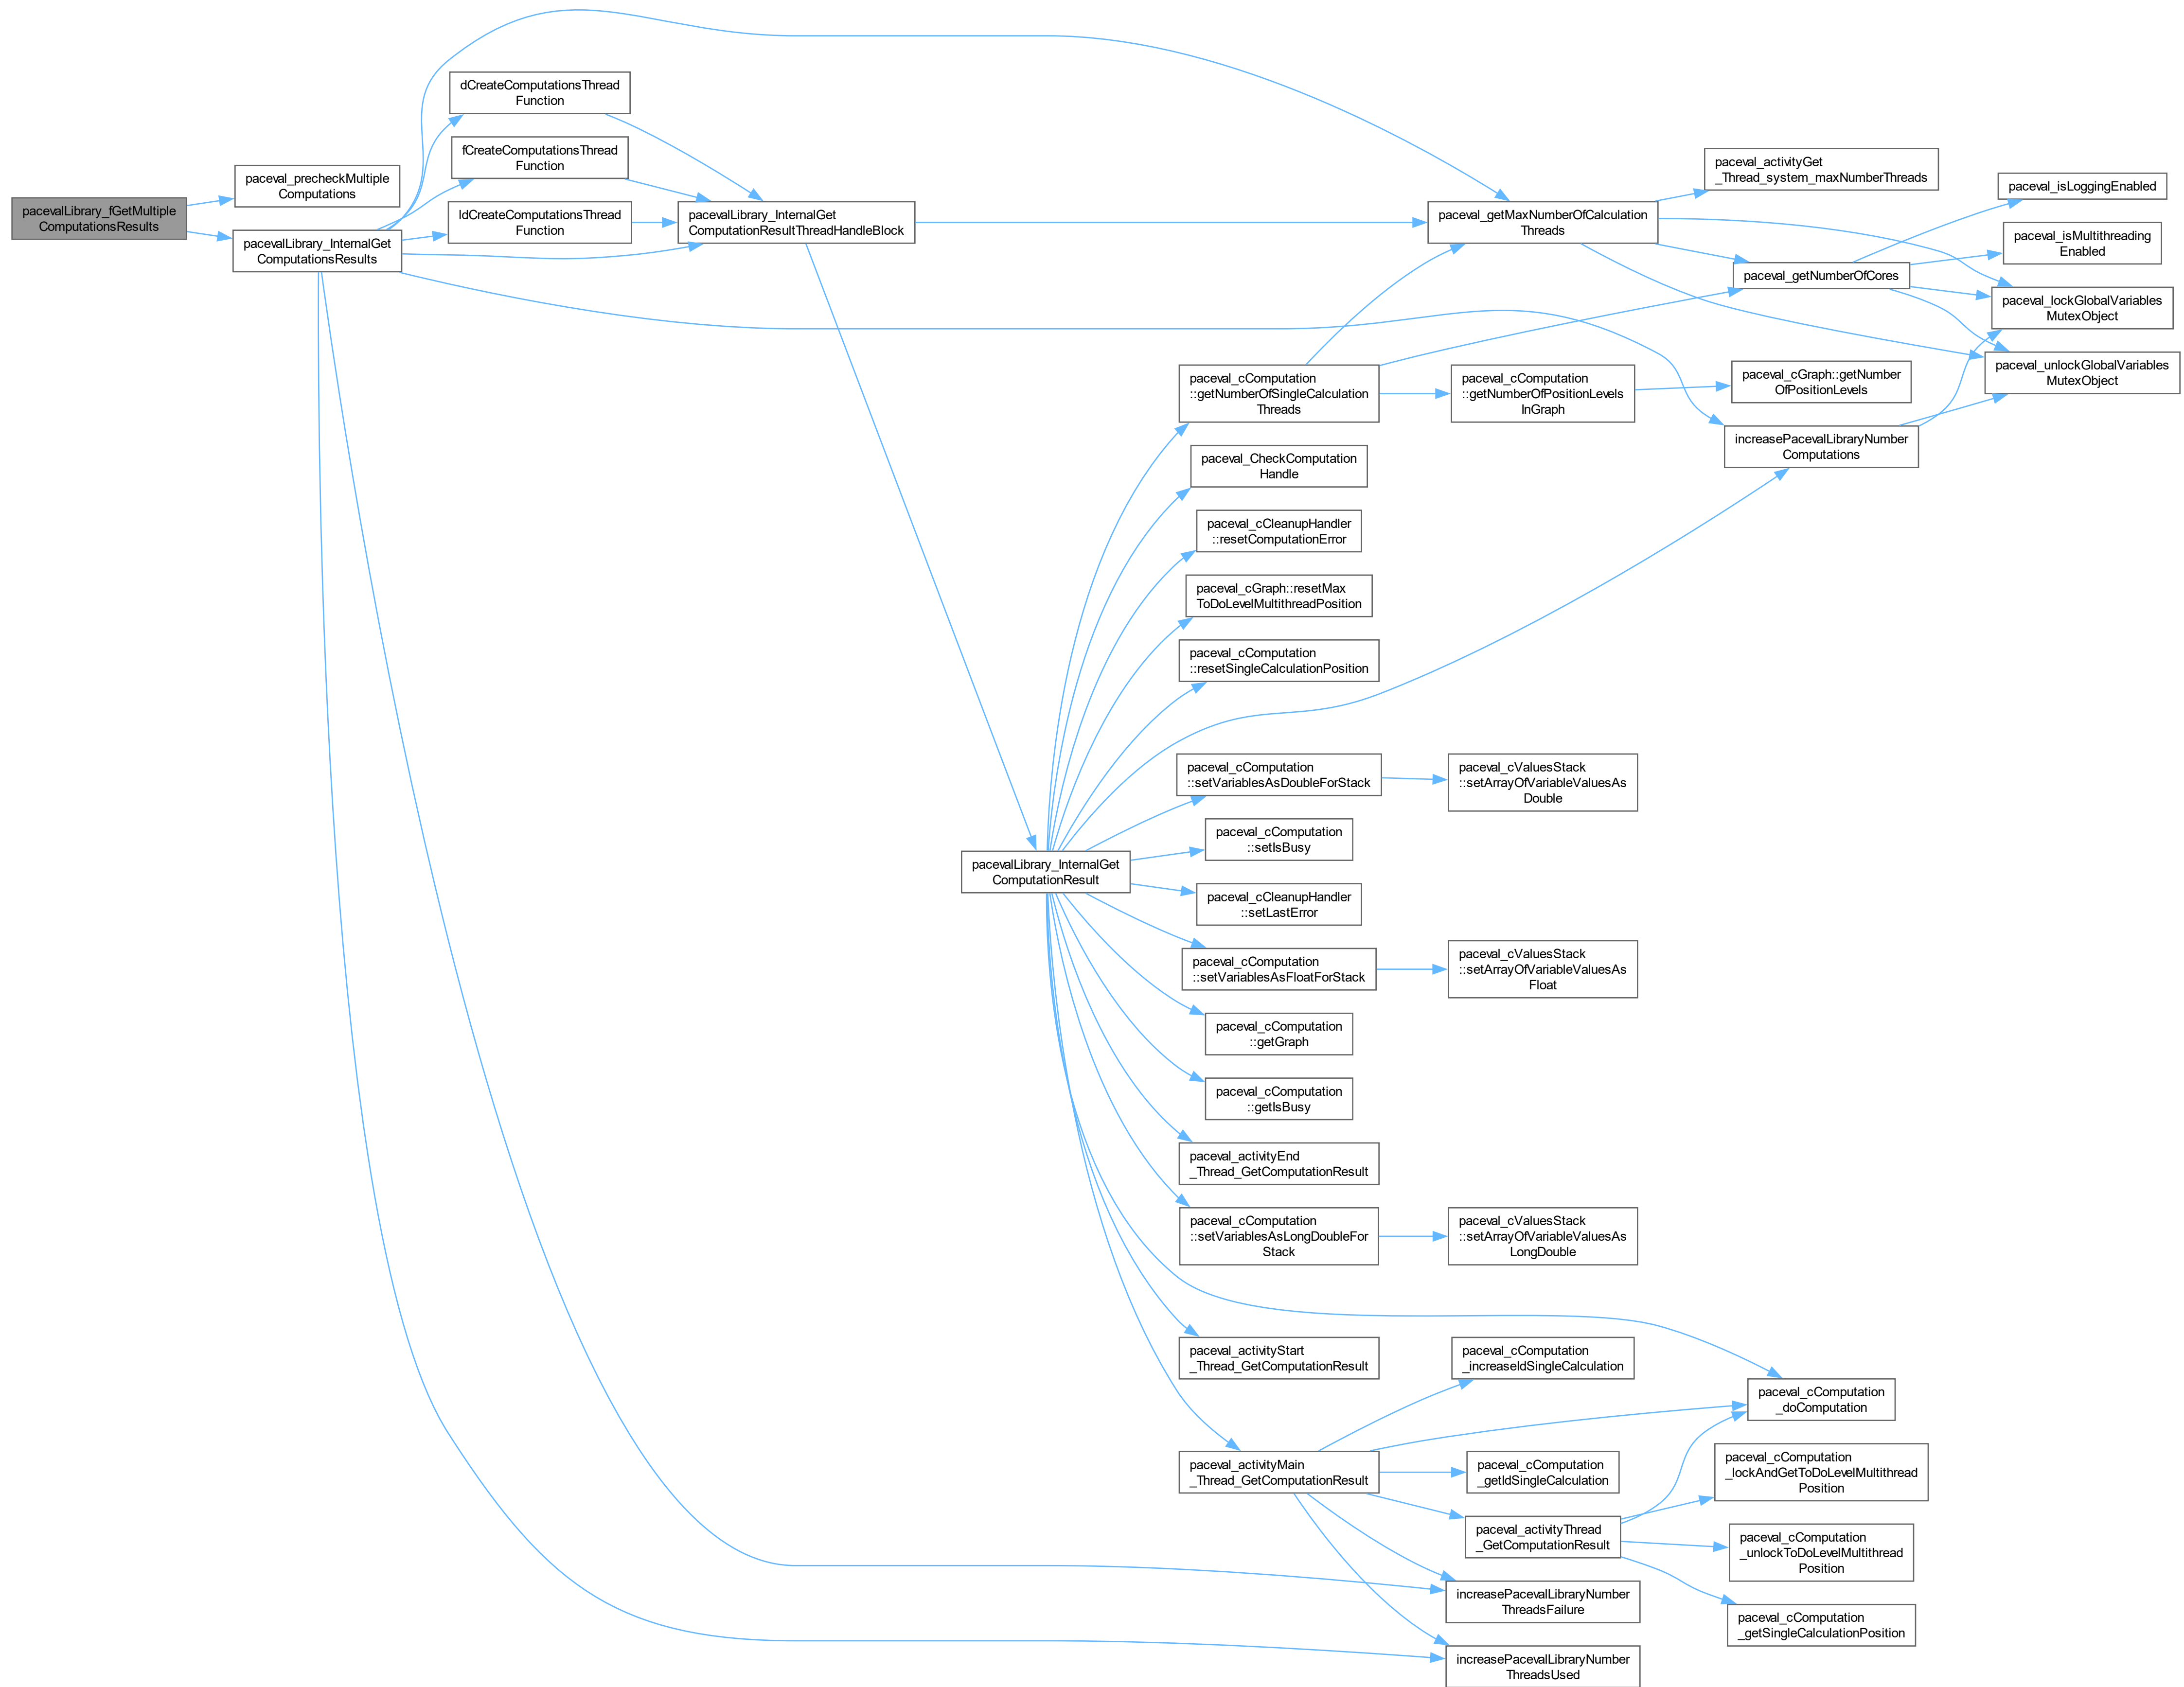 pacevalLibrary_fGetMultiple
ComputationsResults
paceval_precheckMultiple
Computations
pacevalLibrary_InternalGet
ComputationsResults
dCreateComputationsThread
Function
fCreateComputationsThread
Function
ldCreateComputationsThread
Function
pacevalLibrary_InternalGet
ComputationResultThreadHandleBlock
pacevalLibrary_InternalGet
ComputationResult
paceval_cComputation
::getNumberOfSingleCalculation
Threads
paceval_CheckComputation
Handle
paceval_cCleanupHandler
::resetComputationError
paceval_cGraph::resetMax
ToDoLevelMultithreadPosition
paceval_cComputation
::resetSingleCalculationPosition
paceval_cComputation
::setVariablesAsDoubleForStack
paceval_cComputation
::setIsBusy
paceval_cCleanupHandler
::setLastError
paceval_cComputation
::setVariablesAsFloatForStack
paceval_cComputation
::getGraph
paceval_cComputation
::getIsBusy
paceval_activityEnd
_Thread_GetComputationResult
paceval_cComputation
::setVariablesAsLongDoubleFor
Stack
paceval_activityStart
_Thread_GetComputationResult
paceval_activityMain
_Thread_GetComputationResult
paceval_getMaxNumberOfCalculation
Threads
paceval_cComputation
::getNumberOfPositionLevels
InGraph
paceval_cValuesStack
::setArrayOfVariableValuesAs
Double
paceval_cValuesStack
::setArrayOfVariableValuesAs
Float
paceval_cValuesStack
::setArrayOfVariableValuesAs
LongDouble
paceval_cComputation
_increaseIdSingleCalculation
paceval_cComputation
_getIdSingleCalculation
paceval_activityThread
_GetComputationResult
increasePacevalLibraryNumber
ThreadsFailure
increasePacevalLibraryNumber
ThreadsUsed
paceval_activityGet
_Thread_system_maxNumberThreads
paceval_getNumberOfCores
paceval_cGraph::getNumber
OfPositionLevels
increasePacevalLibraryNumber
Computations
paceval_cComputation
_doComputation
paceval_cComputation
_lockAndGetToDoLevelMultithread
Position
paceval_cComputation
_unlockToDoLevelMultithread
Position
paceval_cComputation
_getSingleCalculationPosition
paceval_isLoggingEnabled
paceval_isMultithreading
Enabled
paceval_lockGlobalVariables
MutexObject
paceval_unlockGlobalVariables
MutexObject